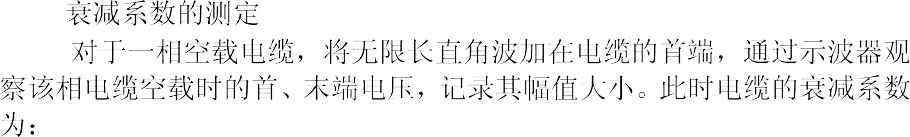 衰减系数的测定
对于一相空载电缆，将无限长直角波加在电缆的首端，通过示波器观
察该相电缆空载时的首、末端电压，记录其幅值大小。此时电缆的衰减系数
为：